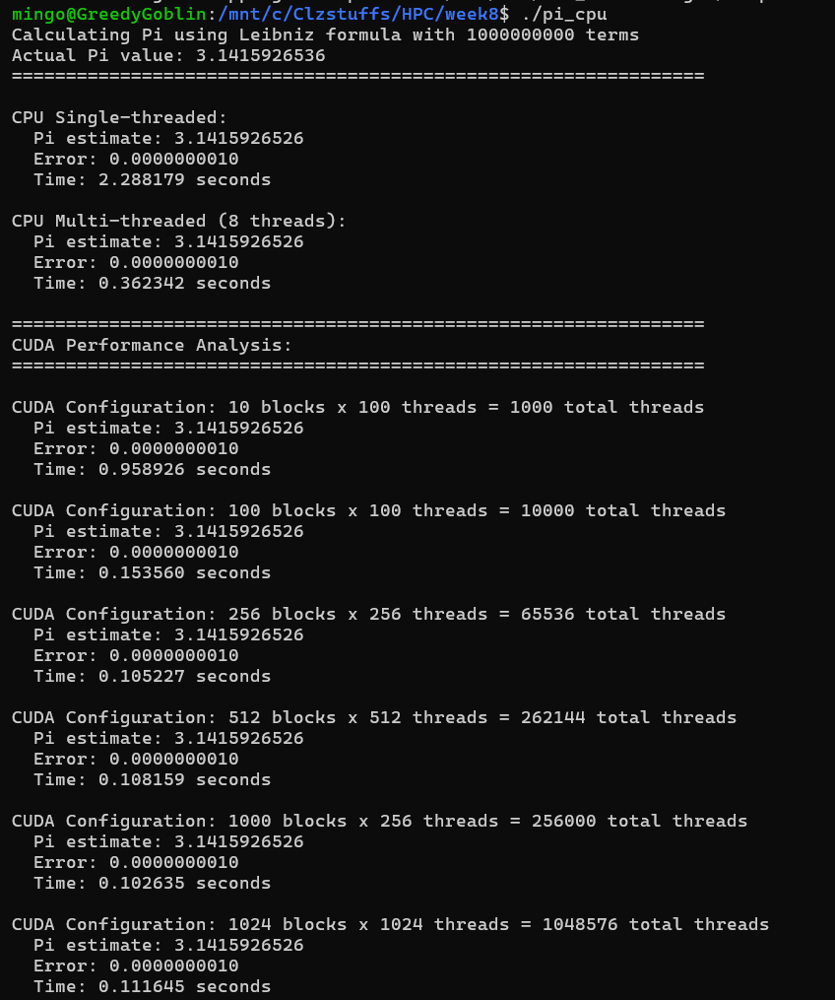 mingo@GreedyGoblin:/mnt/c/Clzstuffs/HPC/week8$ ./pi_cpu
Calculating Pi using Leibniz formula with 1000000000 terms
Actual Pi value: 3.1415926536
================================================================

CPU Single-threaded:
  Pi estimate: 3.1415926526
  Error: 0.0000000010
  Time: 2.288179 seconds

CPU Multi-threaded (8 threads):
  Pi estimate: 3.1415926526
  Error: 0.0000000010
  Time: 0.362342 seconds

================================================================
CUDA Performance Analysis:
================================================================

CUDA Configuration: 10 blocks x 100 threads = 1000 total threads
  Pi estimate: 3.1415926526
  Error: 0.0000000010
  Time: 0.958926 seconds

CUDA Configuration: 100 blocks x 100 threads = 10000 total threads
  Pi estimate: 3.1415926526
  Error: 0.0000000010
  Time: 0.153560 seconds

CUDA Configuration: 256 blocks x 256 threads = 65536 total threads
  Pi estimate: 3.1415926526
  Error: 0.0000000010
  Time: 0.105227 seconds

CUDA Configuration: 512 blocks x 512 threads = 262144 total threads
  Pi estimate: 3.1415926526
  Error: 0.0000000010
  Time: 0.108159 seconds

CUDA Configuration: 1000 blocks x 256 threads = 256000 total threads
  Pi estimate: 3.1415926526
  Error: 0.0000000010
  Time: 0.102635 seconds

CUDA Configuration: 1024 blocks x 1024 threads = 1048576 total threads
  Pi estimate: 3.1415926526
  Error: 0.0000000010
  Time: 0.111645 seconds